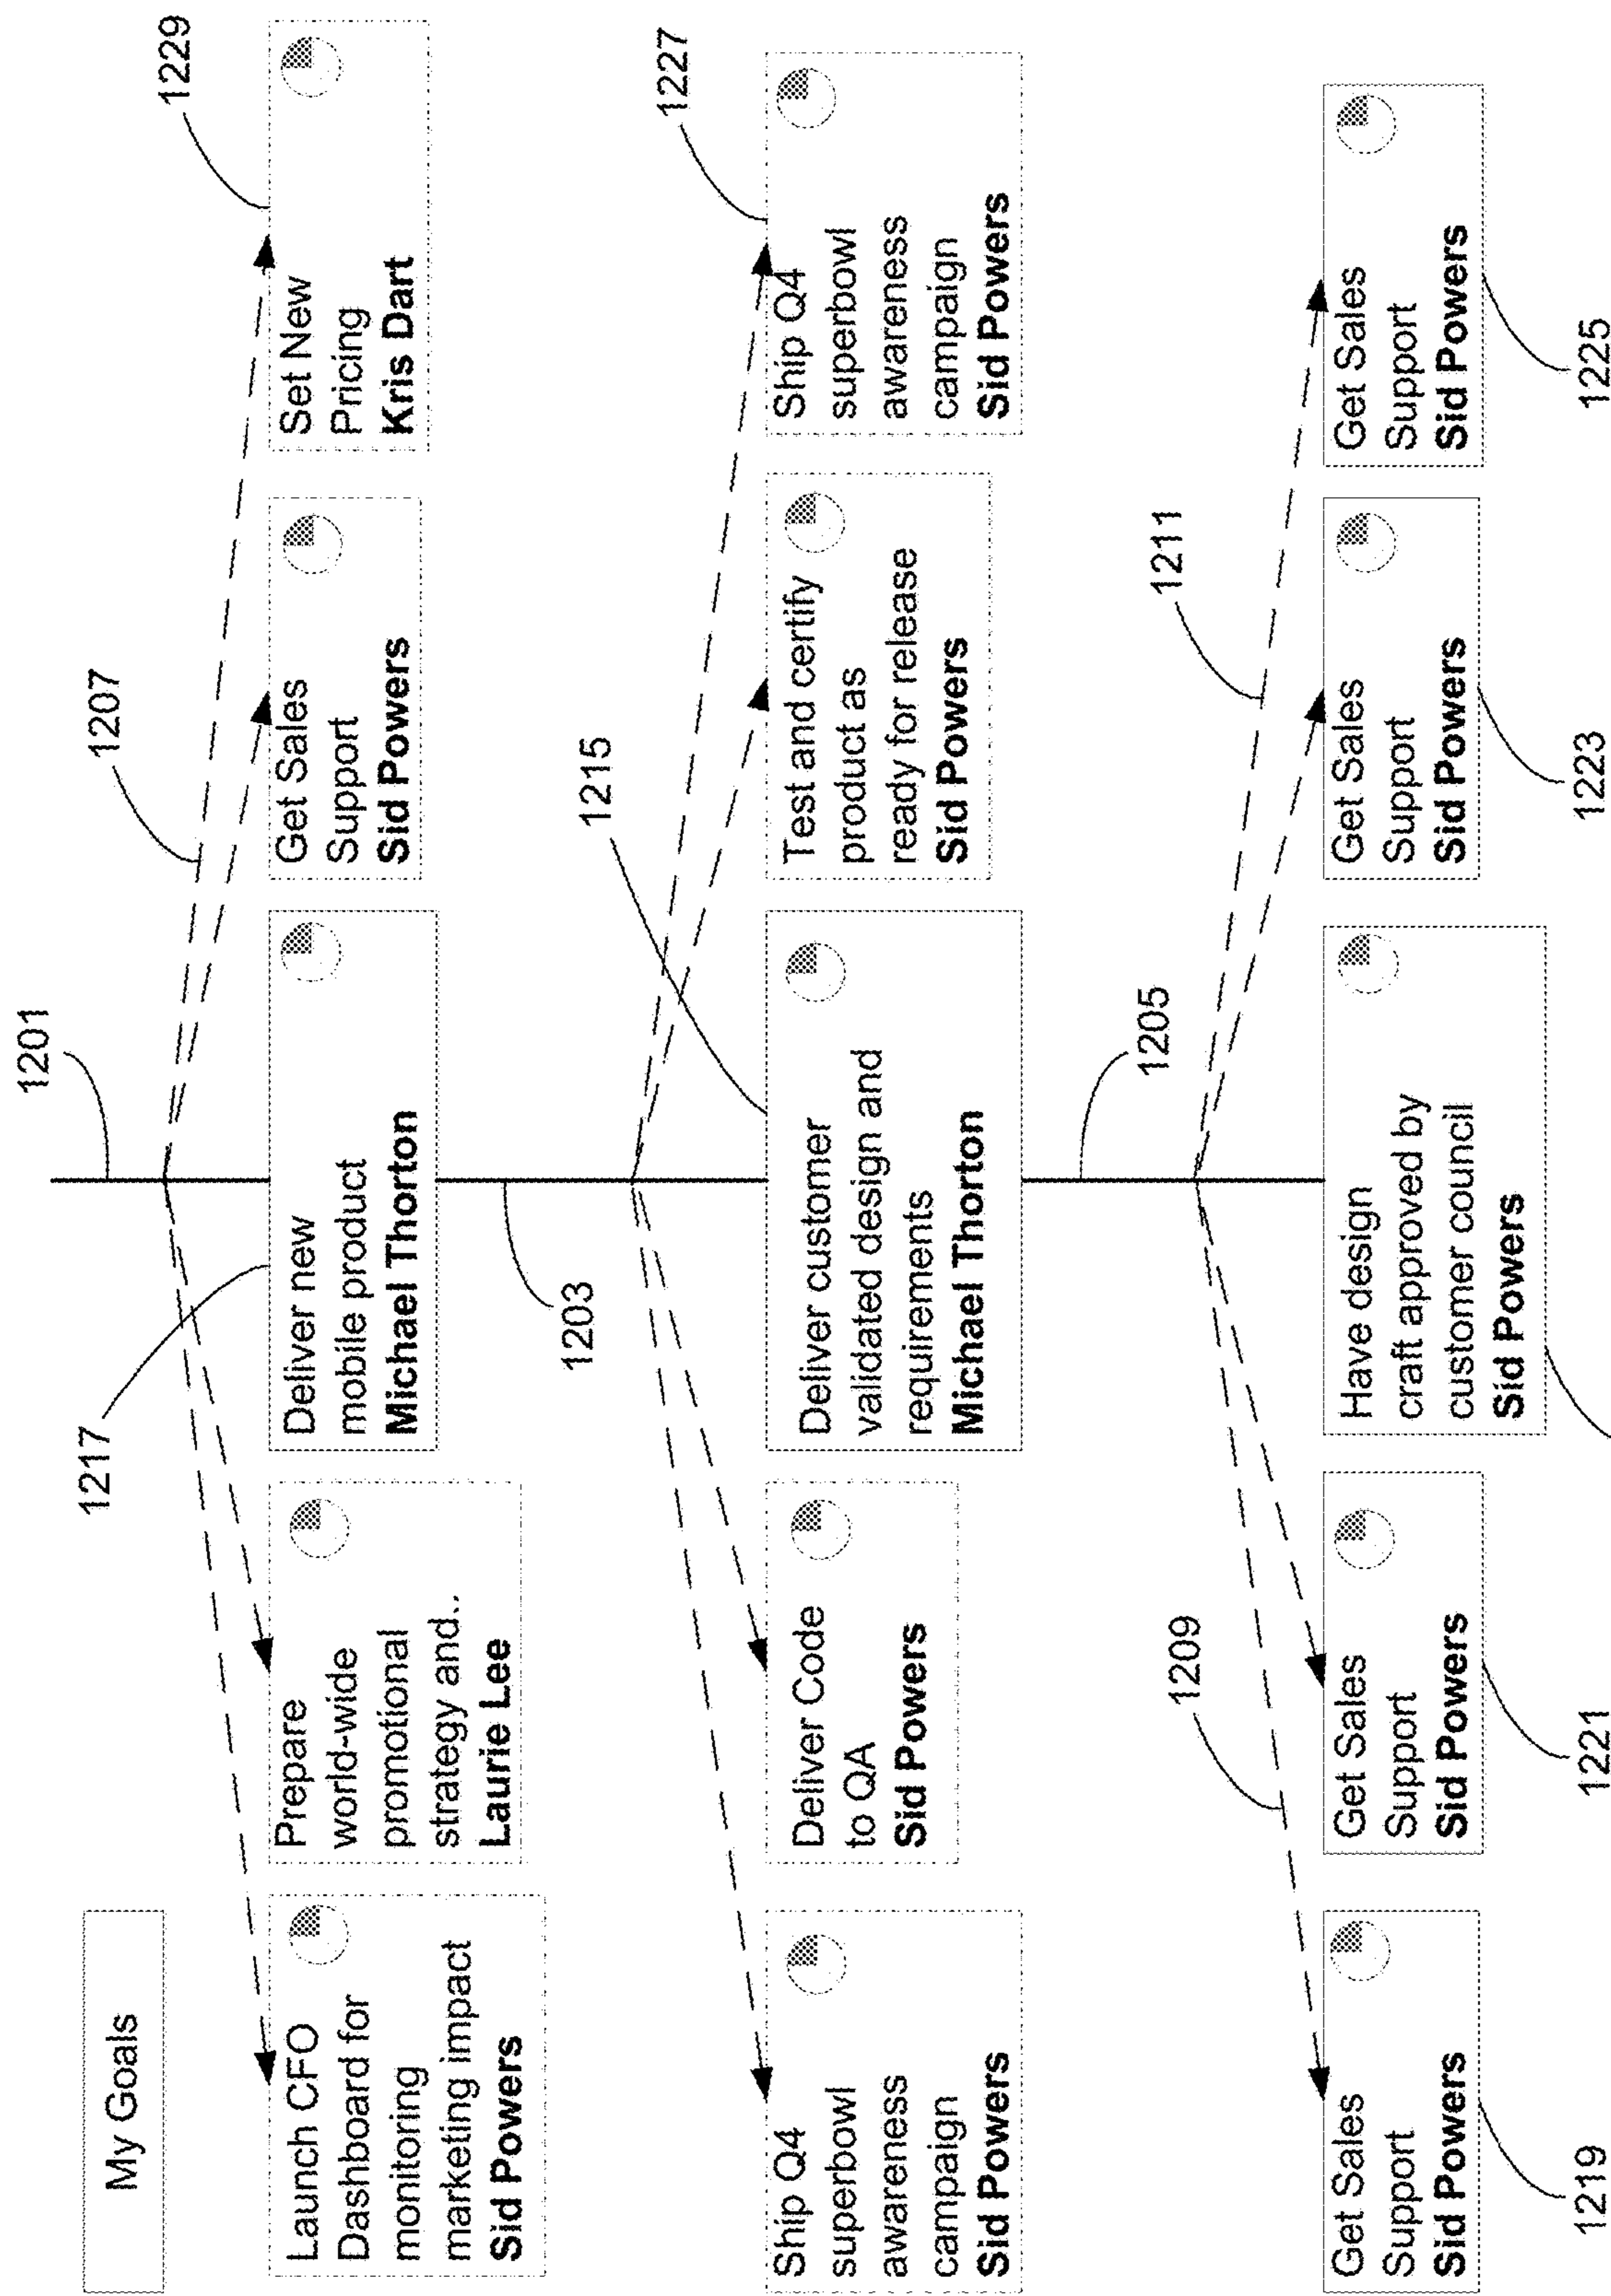 My Goals
1201
1217
1207
1229
Launch CFO
Dashboard for
monitoring
marketing impact
Sid Powers
Prepare
world-wide
promotional
strategy and..
Laurie Lee
Deliver new
mobile product
Michael Thorton
Get Sales
Support
Sid Powers
Set New
Pricing
Kris Dart
1203
1215
1227
Ship Q4
superbowl
awareness
campaign
Sid Powers
Deliver Code
to QA
Sid Powers
Deliver customer
validated design and
requirements
Michael Thorton
Test and certify
product as
ready for release
Sid Powers
Ship Q4
superbowl
awareness
campaign
Sid Powers
1209
1205
1211
Get Sales
Support
Sid Powers
Get Sales
Support
Sid Powers
Have design
craft approved by
customer council
Sid Powers
Get Sales
Support
Sid Powers
Get Sales
Support
Sid Powers
1219
1221
1223
1225